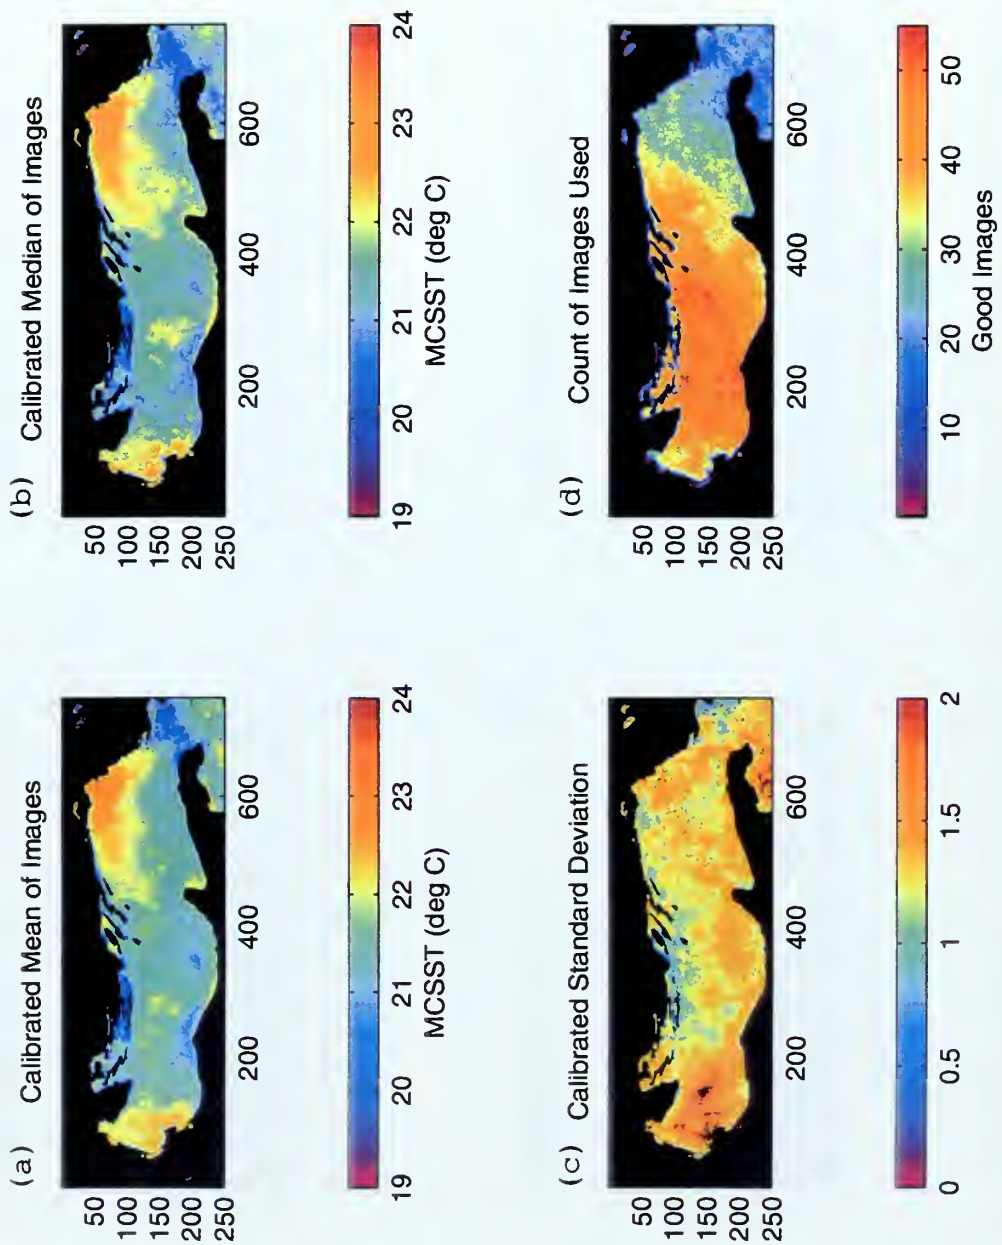 (a) Calibrated Mean of Images
50
100
150
200
250
200 400 600
19 20 21 22 23 24
MCSST (deg C)
(b) Calibrated Median of Images
50
100
150
200
250
200 400 600
19 20 21 22 23 24
MCSST (deg C)
(c) Calibrated Standard Deviation
50
100
150
200
250
200 400 600
0 0.5 1 1.5 2
(d) Count of Images Used
50
100
150
200
250
200 400 600
10 20 30 40 50
Good Images